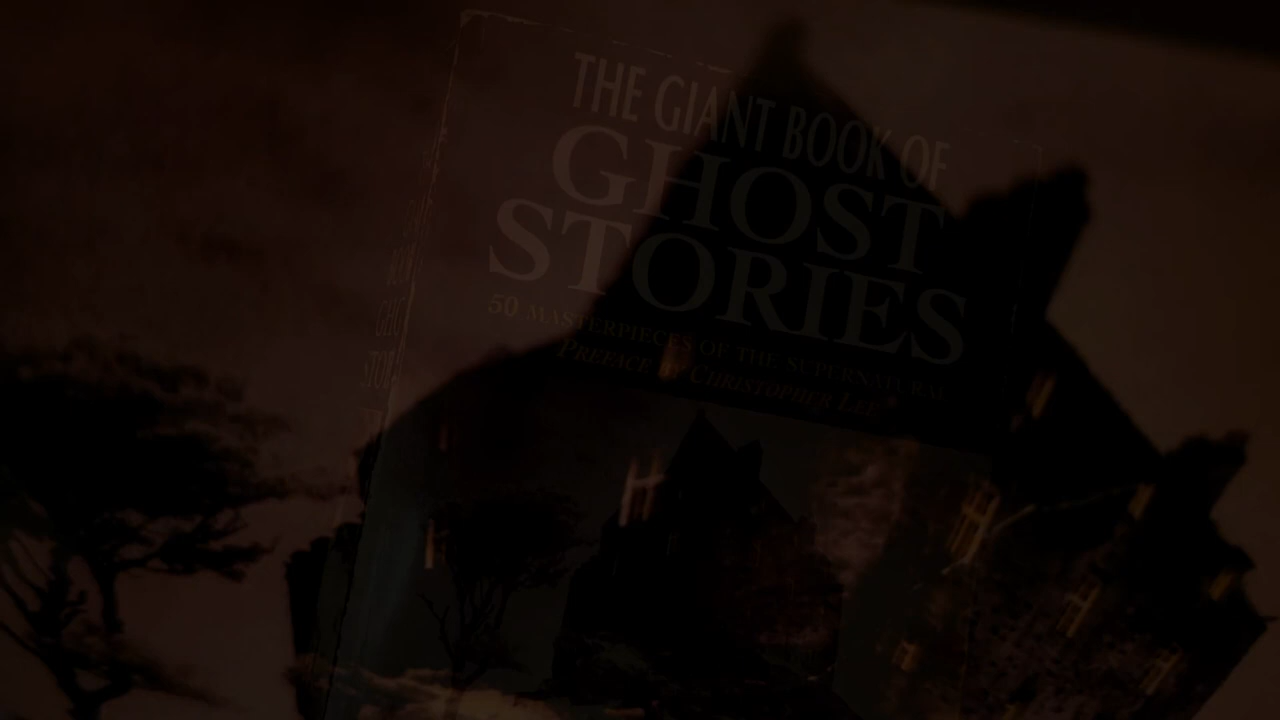 THE GIANT BOOK OF
GHOST
STORIES
50 MASTERPIECES OF THE SUPERNATURAL
PREFACE BY CHRISTOPHER LEE